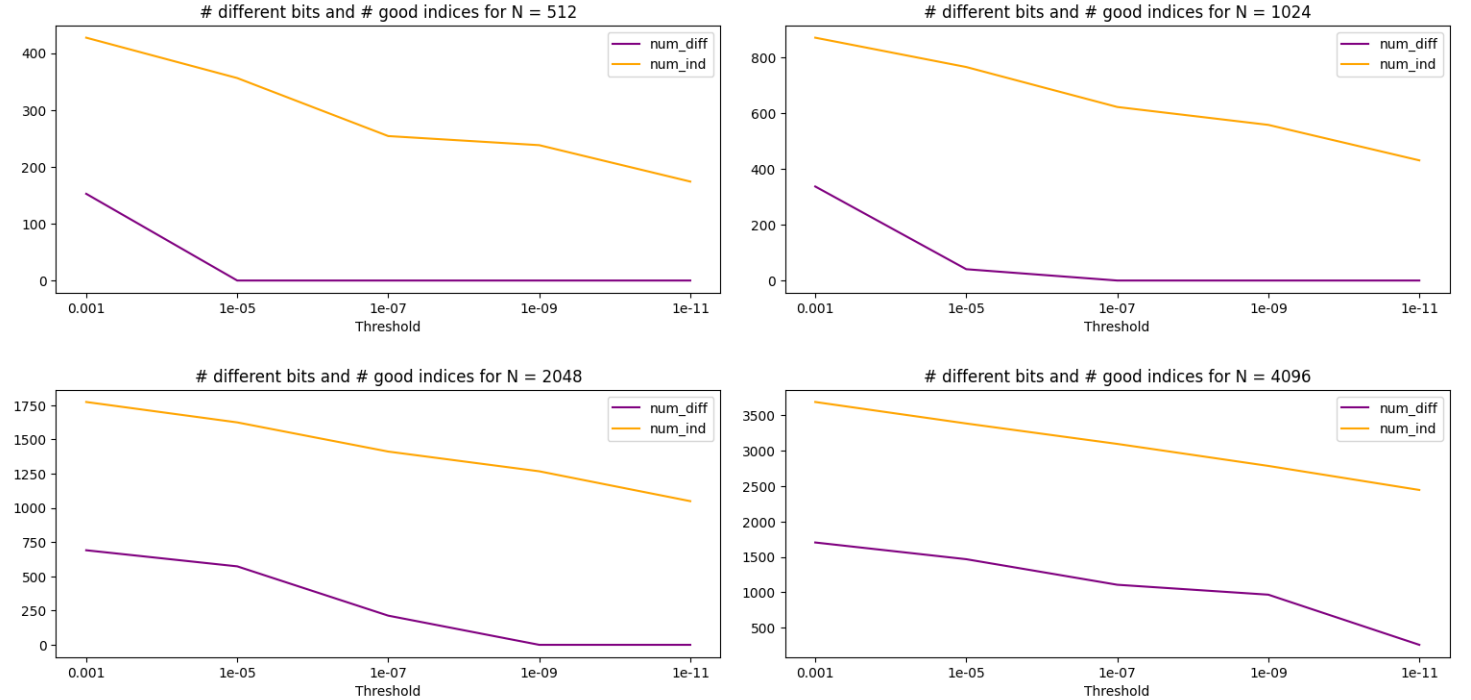 # different bits and # good indices for N = 512
400
300
200
100
0
num_diff
num_ind
0.001 1e-05 1e-07 1e-09 1e-11
Threshold
# different bits and # good indices for N = 1024
800
600
400
200
0
num_diff
num_ind
0.001 1e-05 1e-07 1e-09 1e-11
Threshold
# different bits and # good indices for N = 2048
1750
1500
1250
1000
750
500
250
0
num_diff
num_ind
0.001 1e-05 1e-07 1e-09 1e-11
Threshold
# different bits and # good indices for N = 4096
3500
3000
2500
2000
1500
1000
500
num_diff
num_ind
0.001 1e-05 1e-07 1e-09 1e-11
Threshold